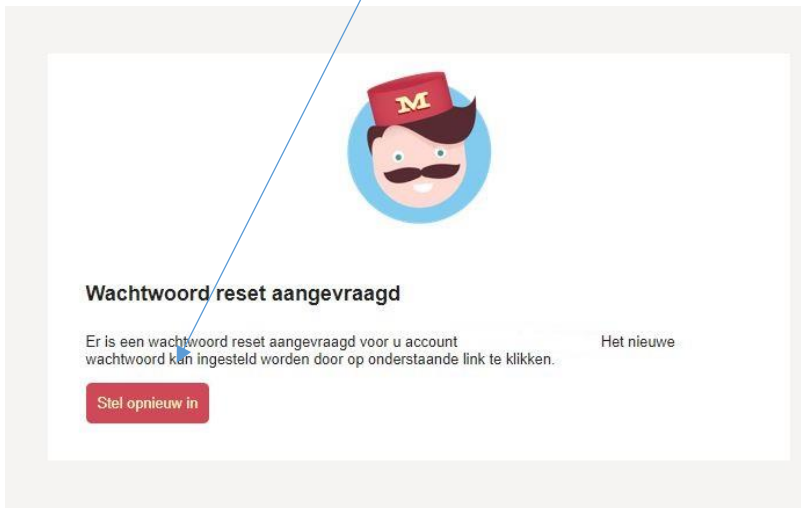 M
Wachtwoord reset aangevraagd
Er is een wachtwoord reset aangevraagd voor u account Het nieuwe
wachtwoord kan ingesteld worden door op onderstaande link te klikken.
Stel opnieuw in